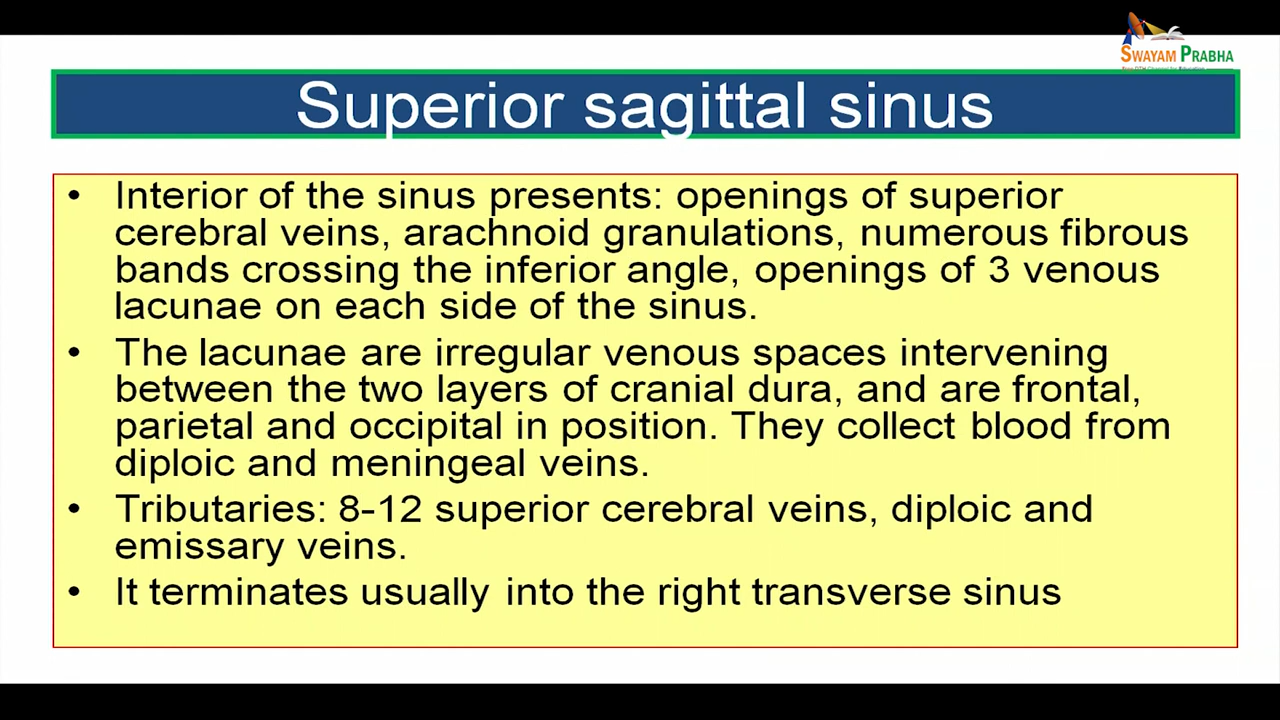 SWAYAM PRABHA
Superior sagittal sinus
• Interior of the sinus presents: openings of superior
cerebral veins, arachnoid granulations, numerous fibrous
bands crossing the inferior angle, openings of 3 venous
lacunae on each side of the sinus.
• The lacunae are irregular venous spaces intervening
between the two layers of cranial dura, and are frontal,
parietal and occipital in position. They collect blood from
diploic and meningeal veins.
• Tributaries: 8-12 superior cerebral veins, diploic and
emissary veins.
• It terminates usually into the right transverse sinus